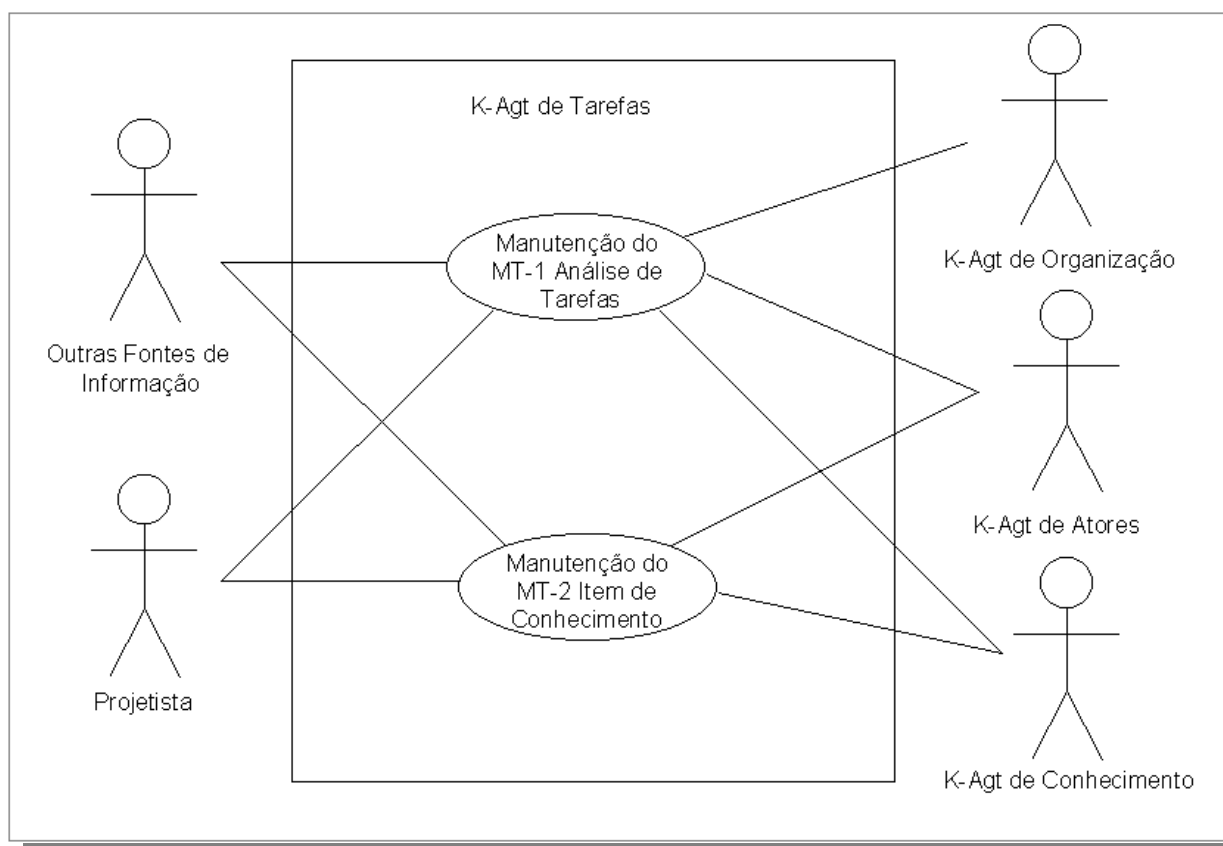 K-Agt de Tarefas
Outras Fontes de
Informação
Projetista
Manutenção do
MT-1 Análise de
Tarefas
Manutenção do
MT-2 Item de
Conhecimento
K-Agt de Organização
K-Agt de Atores
K-Agt de Conhecimento